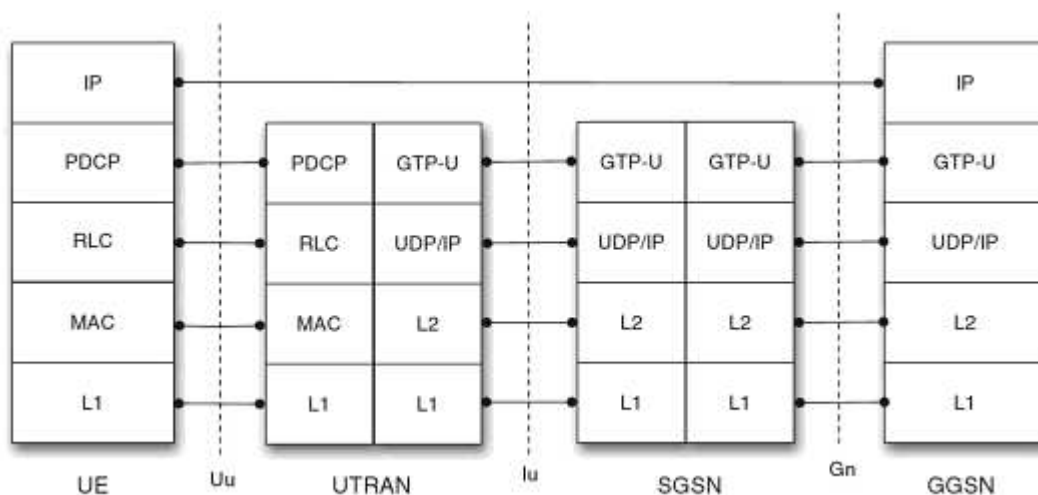 IP IP
PDCP PDCP GTP-U GTP-U GTP-U GTP-U
RLC RLC UDP/IP UDP/IP UDP/IP UDP/IP
MAC MAC L2 L2 L2 L2
L1 L1 L1 L1 L1 L1
UE Uu UTRAN Iu SGSN Gn GGSN